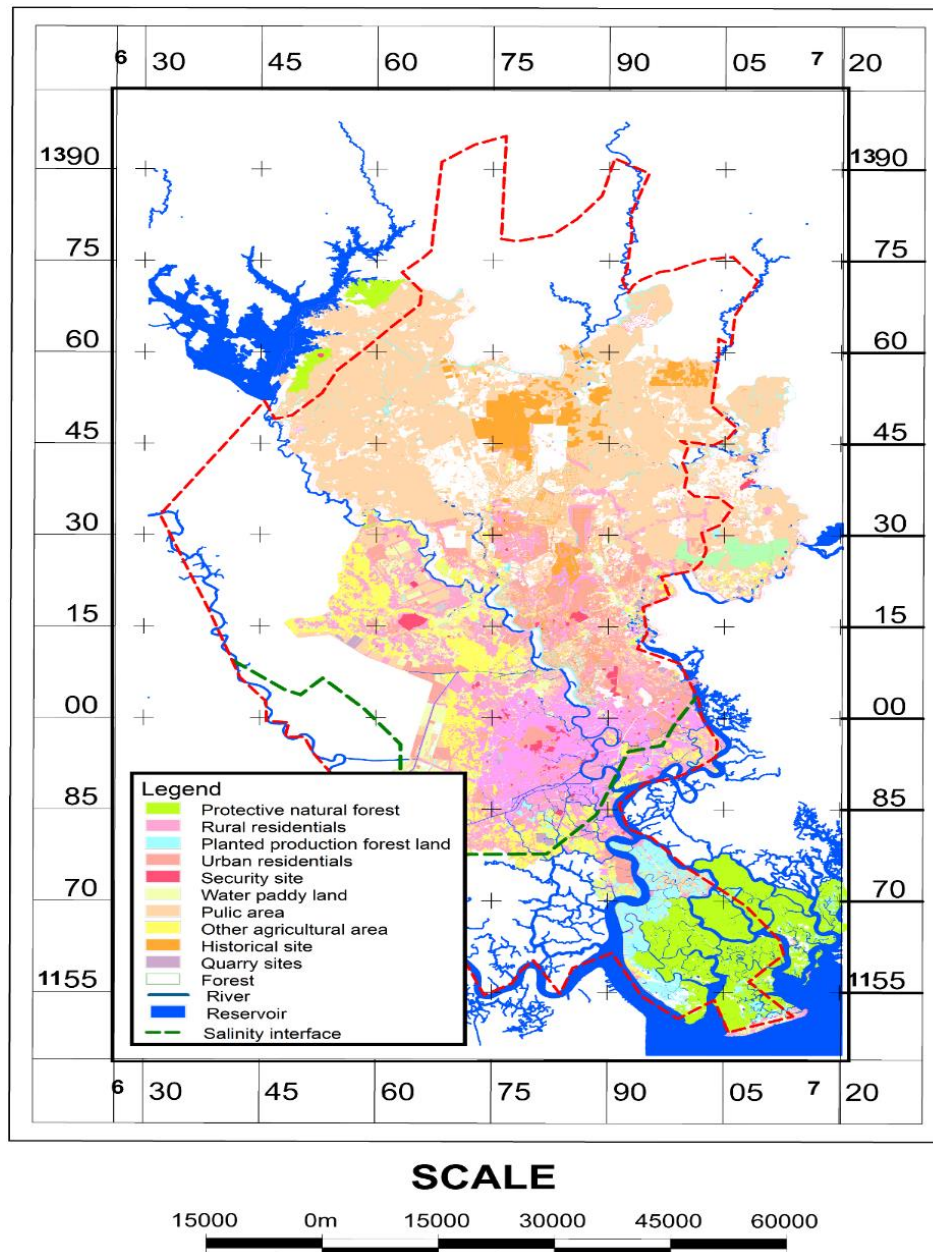 6 30 45 60 75 90 05 7 20
1390 1390
75 75
60 60
45 45
30 30
15 15
00 00
85 85
70 70
1155 1155
Legend
Protective natural forest
Rural residentials
Planted production forest land
Urban residentials
Security site
Water paddy land
Pulic area
Other agricultural area
Historical site
Quarry sites
Forest
River
Reservoir
Salinity interface
6 30 45 60 75 90 05 7 20
SCALE
15000 0m 15000 30000 45000 60000